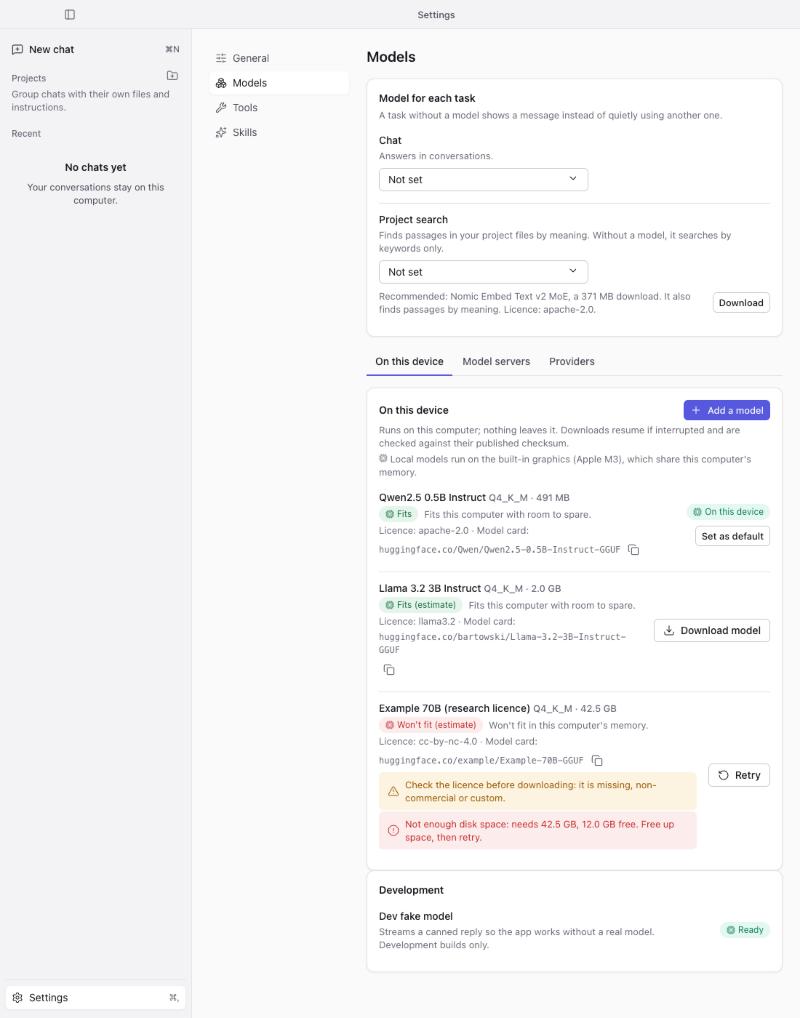 Settings
New chat
⌘N
Projects
Group chats with their own files and
instructions.
Recent
No chats yet
Your conversations stay on this
computer.
Settings
⌘,
General
Models
Tools
Skills
Models
Model for each task
A task without a model shows a message instead of quietly using another one.
Chat
Answers in conversations.
Not set
Project search
Finds passages in your project files by meaning. Without a model, it searches by
keywords only.
Not set
Recommended: Nomic Embed Text v2 MoE, a 371 MB download. It also
finds passages by meaning. Licence: apache-2.0.
Download
On this device
Model servers
Providers
On this device
Add a model
Runs on this computer; nothing leaves it. Downloads resume if interrupted and are
checked against their published checksum.
Local models run on the built-in graphics (Apple M3), which share this computer's
memory.
Qwen2.5 0.5B Instruct Q4_K_M · 491 MB
Fits Fits this computer with room to spare.
Licence: apache-2.0 · Model card:
huggingface.co/Qwen/Qwen2.5-0.5B-Instruct-GGUF
On this device
Set as default
Llama 3.2 3B Instruct Q4_K_M · 2.0 GB
Fits (estimate) Fits this computer with room to spare.
Licence: llama3.2 · Model card:
huggingface.co/bartowski/Llama-3.2-3B-Instruct-
GGUF
Download model
Example 70B (research licence) Q4_K_M · 42.5 GB
Won't fit (estimate) Won't fit in this computer's memory.
Licence: cc-by-nc-4.0 · Model card:
huggingface.co/example/Example-70B-GGUF
Check the licence before downloading: it is missing, non-
commercial or custom.
Not enough disk space: needs 42.5 GB, 12.0 GB free. Free up
space, then retry.
Retry
Development
Dev fake model
Streams a canned reply so the app works without a real model.
Development builds only.
Ready